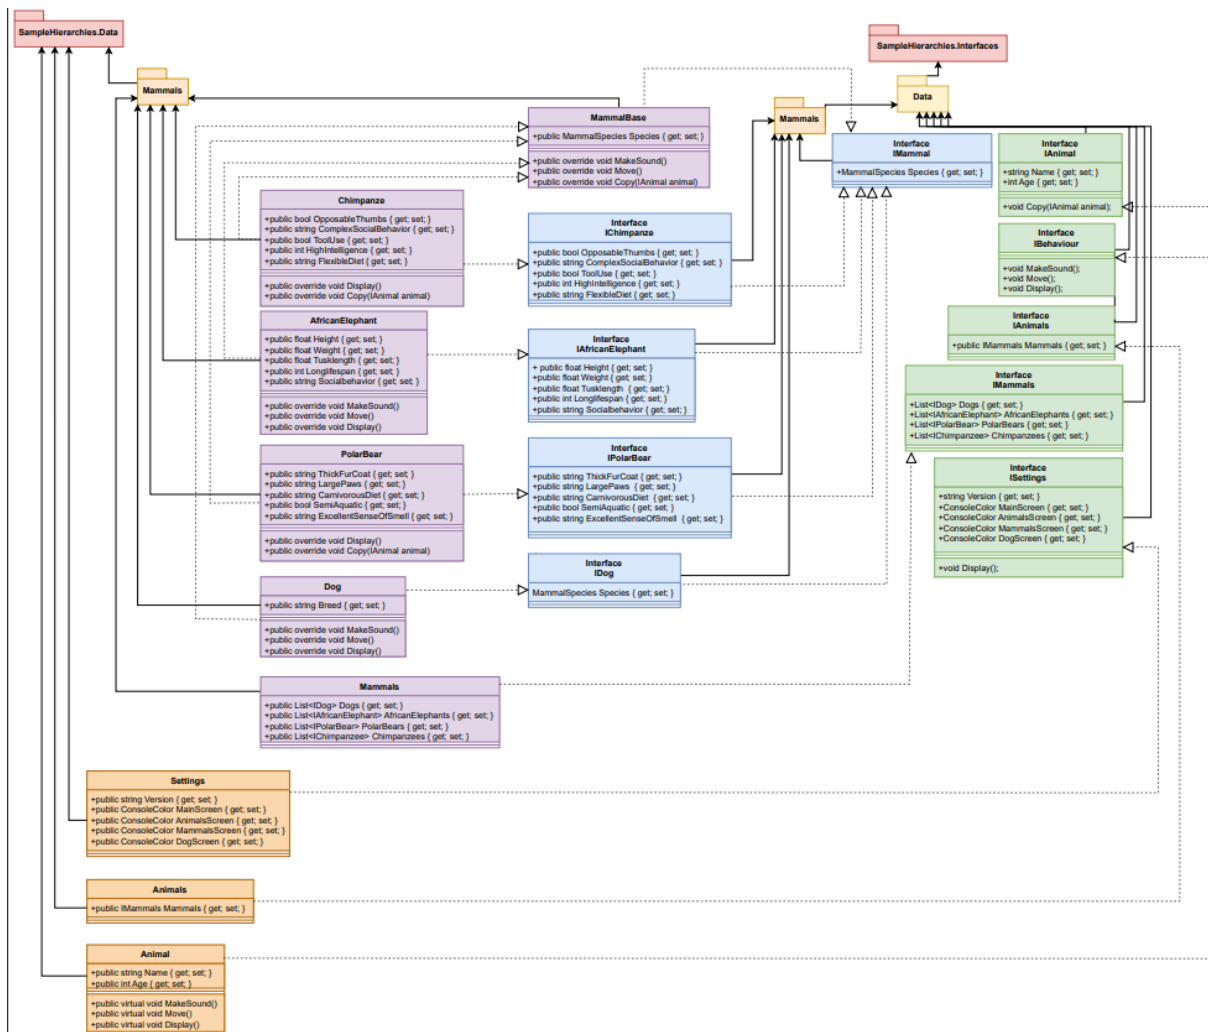 SampleHierarchies.Data
Mammals
MammalBase
+public MammalSpecies Species { get; set; }
+public override void MakeSound()
+public override void Move()
+public override void Copy(IAnimal animal)
Chimpanze
+public bool OpposableThumbs { get; set; }
+public string ComplexSocialBehavior { get; set; }
+public bool ToolUse { get; set; }
+public int HighIntelligence { get; set; }
+public string FlexibleDiet { get; set; }
+public override void Display()
+public override void Copy(IAnimal animal)
AfricanElephant
+public float Height { get; set; }
+public float Weight { get; set; }
+public float Tusklength { get; set; }
+public int Longlifespan { get; set; }
+public string Socialbehavior { get; set; }
+public override void MakeSound()
+public override void Move()
+public override void Display()
PolarBear
+public string ThickFurCoat { get; set; }
+public string LargePaws { get; set; }
+public string CarnivorousDiet { get; set; }
+public bool SemiAquatic { get; set; }
+public string ExcellentSenseOfSmell { get; set; }
+public override void Display()
+public override void Copy(IAnimal animal)
Dog
+public string Breed { get; set; }
+public override void MakeSound()
+public override void Move()
+public override void Display()
Mammals
+public List<IDog> Dogs { get; set; }
+public List<IAfricanElephant> AfricanElephants { get; set; }
+public List<IPolarBear> PolarBears { get; set; }
+public List<IChimpanzee> Chimpanzees { get; set; }
Settings
+public string Version { get; set; }
+public ConsoleColor MainScreen { get; set; }
+public ConsoleColor AnimalsScreen { get; set; }
+public ConsoleColor MammalsScreen { get; set; }
+public ConsoleColor DogScreen { get; set; }
Animals
+public IMammals Mammals { get; set; }
Animal
+public string Name { get; set; }
+public int Age { get; set; }
+public virtual void MakeSound()
+public virtual void Move()
+public virtual void Display()
SampleHierarchies.Interfaces
Data
Mammals
Interface
IMammal
+MammalSpecies Species { get; set; }
Interface
IChimpanze
+public bool OpposableThumbs { get; set; }
+public string ComplexSocialBehavior { get; set; }
+public bool ToolUse { get; set; }
+public int HighIntelligence { get; set; }
+public string FlexibleDiet { get; set; }
Interface
IAfricanElephant
+ public float Height { get; set; }
+public float Weight { get; set; }
+public float Tusklength { get; set; }
+public int Longlifespan { get; set; }
+public string Socialbehavior { get; set; }
Interface
IPolarBear
+public string ThickFurCoat { get; set; }
+public string LargePaws { get; set; }
+public string CarnivorousDiet { get; set; }
+public bool SemiAquatic { get; set; }
+public string ExcellentSenseOfSmell { get; set; }
Interface
IDog
MammalSpecies Species { get; set; }
Interface
IAnimal
+string Name { get; set; }
+int Age { get; set; }
+void Copy(IAnimal animal);
Interface
IBehaviour
+void MakeSound();
+void Move();
+void Display();
Interface
IAnimals
+public IMammals Mammals { get; set; }
Interface
IMammals
+List<IDog> Dogs { get; set; }
+List<IAfricanElephant> AfricanElephants { get; set; }
+List<IPolarBear> PolarBears { get; set; }
+List<IChimpanzee> Chimpanzees { get; set; }
Interface
ISettings
+string Version { get; set; }
+ConsoleColor MainScreen { get; set; }
+ConsoleColor AnimalsScreen { get; set; }
+ConsoleColor MammalsScreen { get; set; }
+ConsoleColor DogScreen { get; set; }
+void Display();